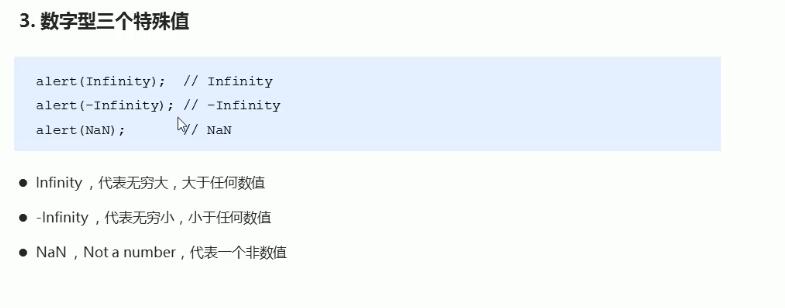 3. 数字型三个特殊值
alert(Infinity);  // Infinity
alert(-Infinity); // -Infinity
alert(NaN);       // NaN
● Infinity ，代表无穷大，大于任何数值
● -Infinity ，代表无穷小，小于任何数值
● NaN ，Not a number，代表一个非数值